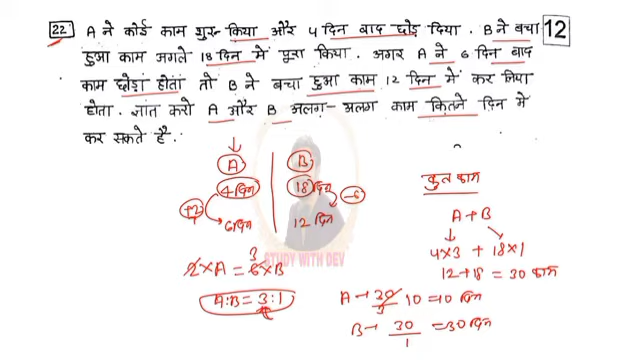 22. A ने कोई काम शुरू किया और 4 दिन बाद छोड़ दिया. B ने बचा
हुआ काम अगले 18 दिन मे पूरा किया. अगर A ने 6 दिन बाद
काम छोड़ा होता तो B ने बचा हुआ काम 12 दिन मे कर लिया
होता. ज्ञात करो A और B अलग-अलग काम कितने दिन मे
कर सकते है.
12
A
B
4 दिन
18 दिन
+2
-6
6 दिन
12 दिन
2×A = 6×B
3
A:B = 3:1
STUDY WITH DEV
कुल काम
A + B
4×3 + 18×1
12+18 = 30 काम
A → 30/3 10 = 10 दिन
B → 30/1 = 30 दिन